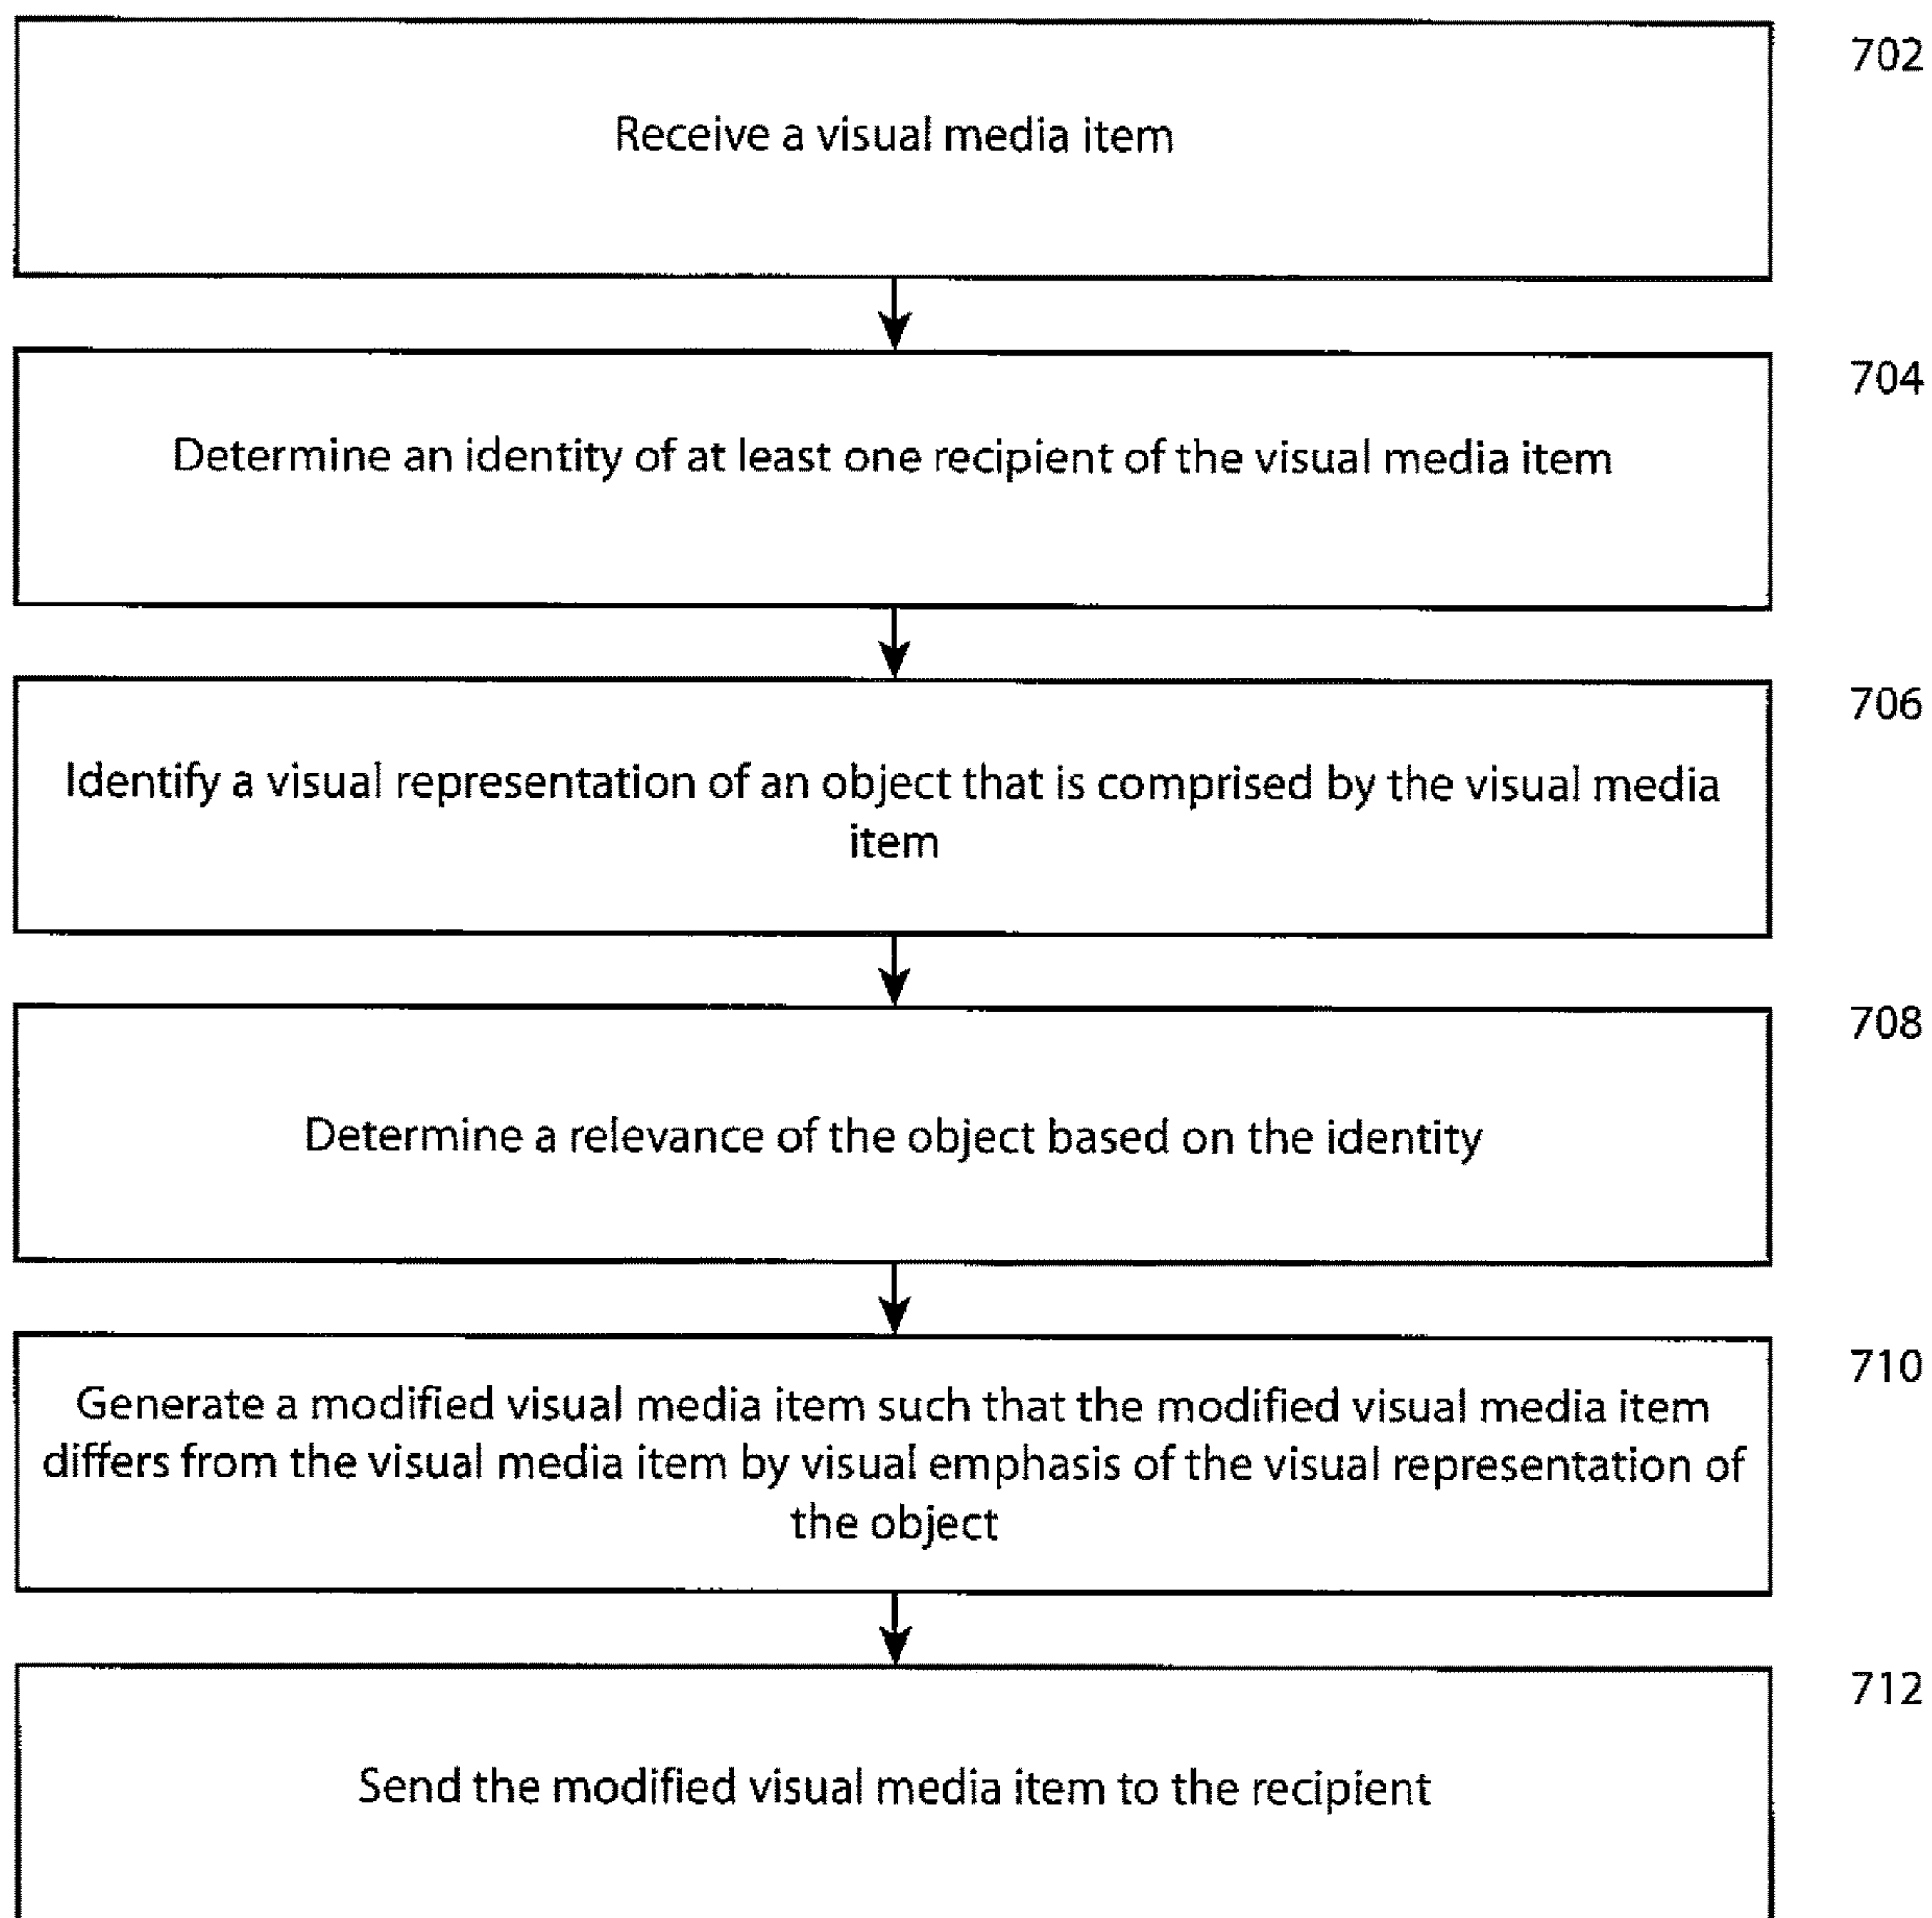 702
Receive a visual media item
704
Determine an identity of at least one recipient of the visual media item
706
Identify a visual representation of an object that is comprised by the visual media
item
708
Determine a relevance of the object based on the identity
710
Generate a modified visual media item such that the modified visual media item
differs from the visual media item by visual emphasis of the visual representation of
the object
712
Send the modified visual media item to the recipient